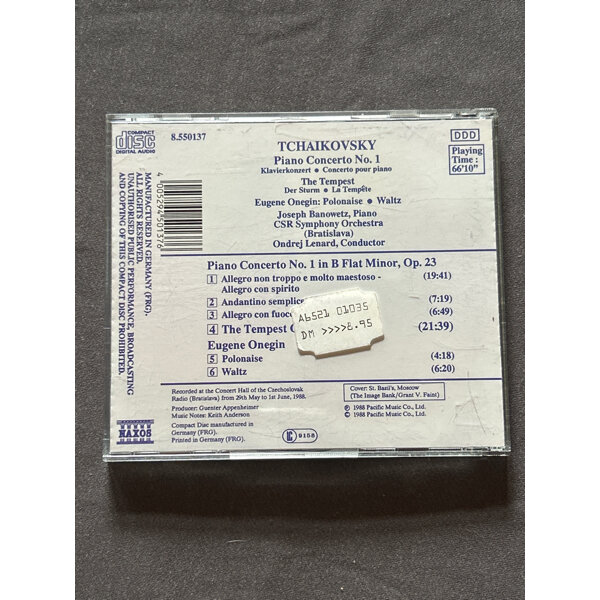 COMPACT
disc
DIGITAL AUDIO
8.550137
DDD
Playing
Time :
66'10"
TCHAIKOVSKY
Piano Concerto No. 1
Klavierkonzert • Concerto pour piano
The Tempest
Der Sturm • La Tempête
Eugene Onegin: Polonaise • Waltz
Joseph Banowetz, Piano
CSR Symphony Orchestra
(Bratislava)
Ondrej Lenard, Conductor
MANUFACTURED IN GERMANY (FRG).
ALL RIGHTS RESERVED.
UNAUTHORISED PUBLIC PERFORMANCE, BROADCASTING
AND COPYING OF THIS COMPACT DISC PROHIBITED.
4005294501376
Piano Concerto No. 1 in B Flat Minor, Op. 23
1 Allegro non troppo e molto maestoso - (19:41)
Allegro con spirito
2 Andantino semplice (7:19)
3 Allegro con fuoco (6:49)
4 The Tempest (21:39)
Eugene Onegin
5 Polonaise (4:18)
6 Waltz (6:20)
A6521 01035
DM >>>>8.95
Recorded at the Concert Hall of the Czechoslovak
Radio (Bratislava) from 29th May to 1st June, 1988.
Producer: Guenter Appenheimer
Music Notes: Keith Anderson
Compact Disc manufactured in
Germany (FRG).
Printed in Germany (FRG).
Cover: St. Basil's, Moscow
(The Image Bank/Grant V. Faint)
℗ 1988 Pacific Music Co., Ltd.
© 1988 Pacific Music Co., Ltd.
9158
NAXOS